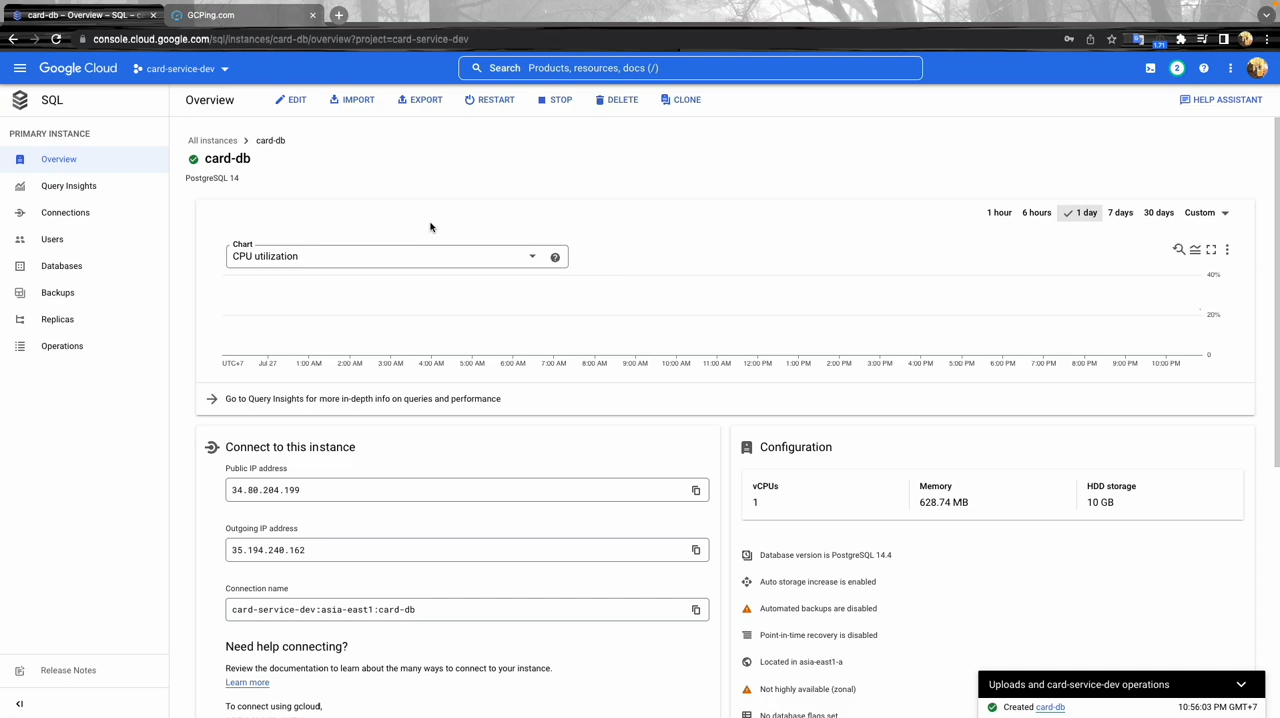 card-db – Overview – SQL – c
GCPing.com
console.cloud.google.com/sql/instances/card-db/overview?project=card-service-dev
1.71
Google Cloud
card-service-dev
Search Products, resources, docs (/)
2
SQL
Overview
EDIT
IMPORT
EXPORT
RESTART
STOP
DELETE
CLONE
HELP ASSISTANT
PRIMARY INSTANCE
Overview
Query Insights
Connections
Users
Databases
Backups
Replicas
Operations
Release Notes
All instances
card-db
card-db
PostgreSQL 14
1 hour
6 hours
1 day
7 days
30 days
Custom
Chart
CPU utilization
40%
20%
0
UTC+7 Jul 27 1:00 AM 2:00 AM 3:00 AM 4:00 AM 5:00 AM 6:00 AM 7:00 AM 8:00 AM 9:00 AM 10:00 AM 11:00 AM 12:00 PM 1:00 PM 2:00 PM 3:00 PM 4:00 PM 5:00 PM 6:00 PM 7:00 PM 8:00 PM 9:00 PM 10:00 PM
Go to Query Insights for more in-depth info on queries and performance
Connect to this instance
Public IP address
34.80.204.199
Outgoing IP address
35.194.240.162
Connection name
card-service-dev:asia-east1:card-db
Need help connecting?
Review the documentation to learn about the many ways to connect to your instance.
Learn more
To connect using gcloud,
Configuration
vCPUs
1
Memory
628.74 MB
HDD storage
10 GB
Database version is PostgreSQL 14.4
Auto storage increase is enabled
Automated backups are disabled
Point-in-time recovery is disabled
Located in asia-east1-a
Not highly available (zonal)
No database flags set
Uploads and card-service-dev operations
Created card-db
10:56:03 PM GMT+7